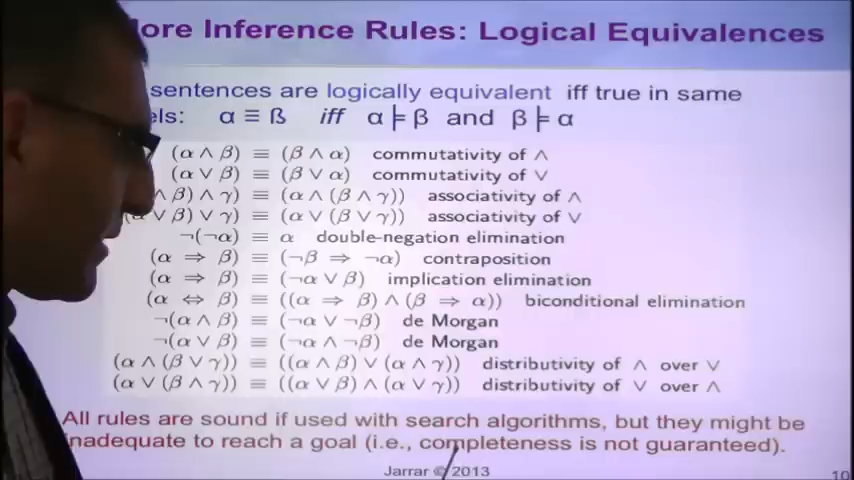 ore Inference Rules: Logical Equivalences
sentences are logically equivalent iff true in same
els: α ≡ ß iff α ╞ β and β ╞ α
(α ∧ β) ≡ (β ∧ α) commutativity of ∧
(α ∨ β) ≡ (β ∨ α) commutativity of ∨
∧ β) ∧ γ) ≡ (α ∧ (β ∧ γ)) associativity of ∧
∨ β) ∨ γ) ≡ (α ∨ (β ∨ γ)) associativity of ∨
¬(¬α) ≡ α double-negation elimination
(α ⇒ β) ≡ (¬β ⇒ ¬α) contraposition
(α ⇒ β) ≡ (¬α ∨ β) implication elimination
(α ⇔ β) ≡ ((α ⇒ β) ∧ (β ⇒ α)) biconditional elimination
¬(α ∧ β) ≡ (¬α ∨ ¬β) de Morgan
¬(α ∨ β) ≡ (¬α ∧ ¬β) de Morgan
(α ∧ (β ∨ γ)) ≡ ((α ∧ β) ∨ (α ∧ γ)) distributivity of ∧ over ∨
(α ∨ (β ∧ γ)) ≡ ((α ∨ β) ∧ (α ∨ γ)) distributivity of ∨ over ∧
All rules are sound if used with search algorithms, but they might be
inadequate to reach a goal (i.e., completeness is not guaranteed).
Jarrar © 2013
10